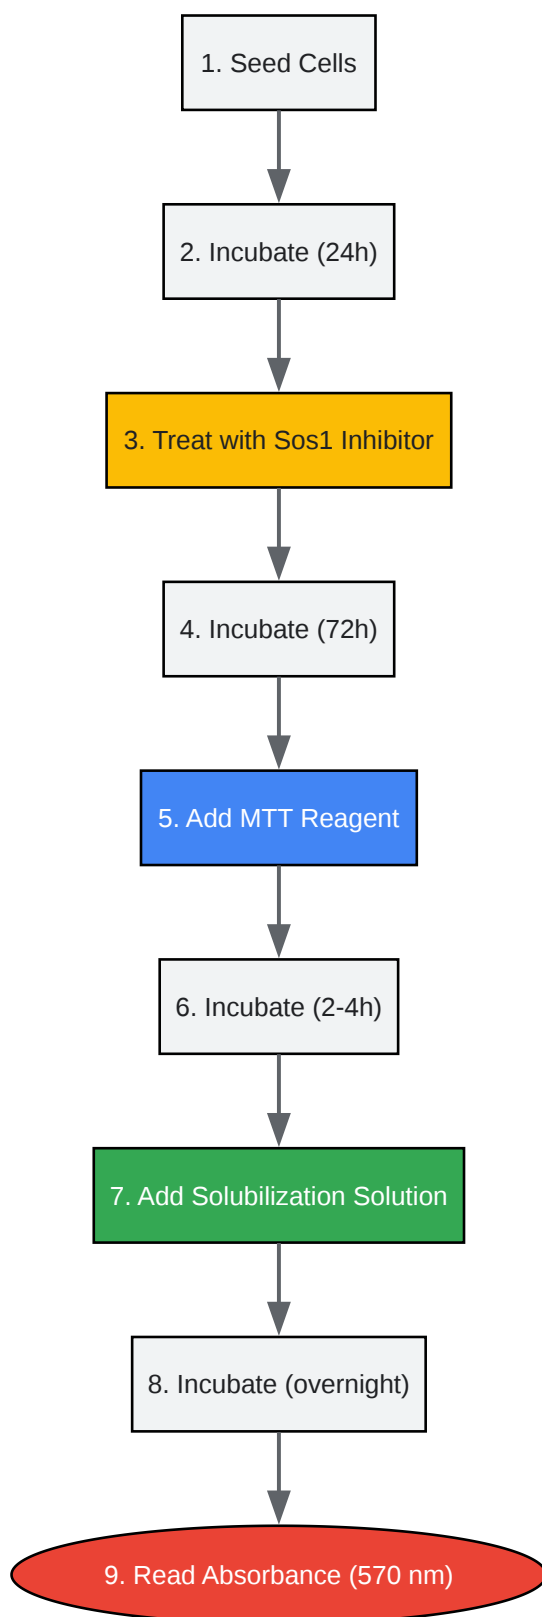 1. Seed Cells
2. Incubate (24h)
3. Treat with Sos1 Inhibitor
4. Incubate (72h)
5. Add MTT Reagent
6. Incubate (2-4h)
7. Add Solubilization Solution
8. Incubate (overnight)
9. Read Absorbance (570 nm)